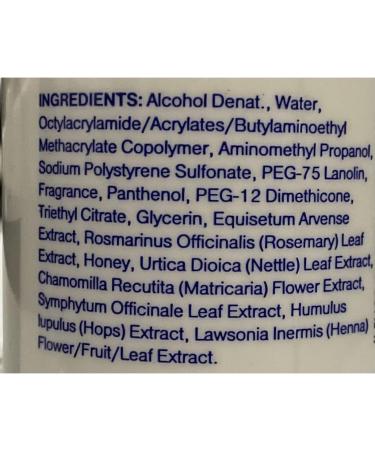 INGREDIENTS: Alcohol Denat., Water,
Octylacrylamide/Acrylates/Butylaminoethyl
Methacrylate Copolymer, Aminomethyl Propanol,
Sodium Polystyrene Sulfonate, PEG-75 Lanolin,
Fragrance, Panthenol, PEG-12 Dimethicone,
Triethyl Citrate, Glycerin, Equisetum Arvense
Extract, Rosmarinus Officinalis (Rosemary) Leaf
Extract, Honey, Urtica Dioica (Nettle) Leaf Extract,
Chamomilla Recutita (Matricaria) Flower Extract,
Symphytum Officinale Leaf Extract, Humulus
lupulus (Hops) Extract, Lawsonia Inermis (Henna)
Flower/Fruit/Leaf Extract.